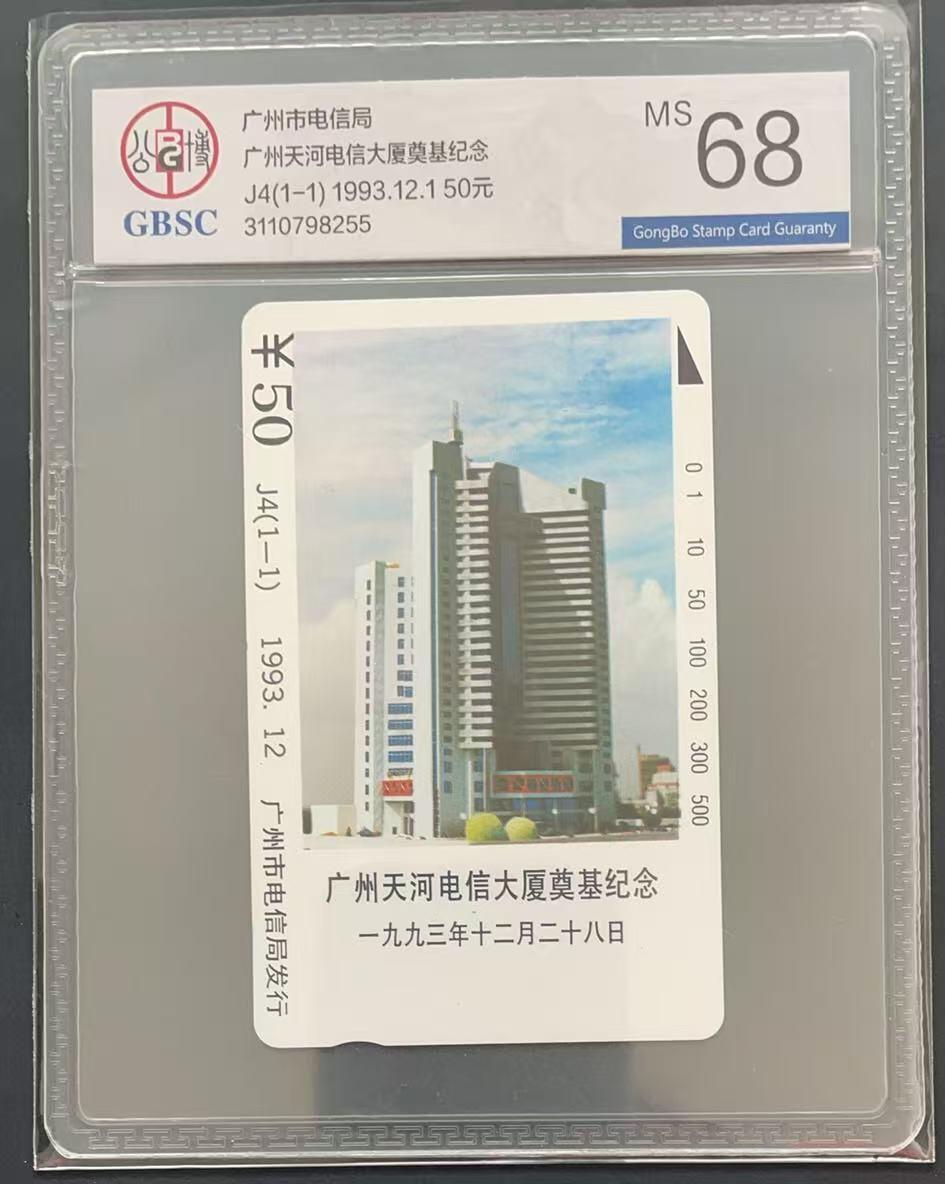 公博
BG
GBSC
广州市电信局
广州天河电信大厦奠基纪念
J4(1-1) 1993.12.1 50元
3110798255
MS 68
GongBo Stamp Card Guaranty
¥50 J4(1—1) 1993.12 广州市电信局发行
0 1 10 50 100 200 300 500
广州天河电信大厦奠基纪念
一九九三年十二月二十八日